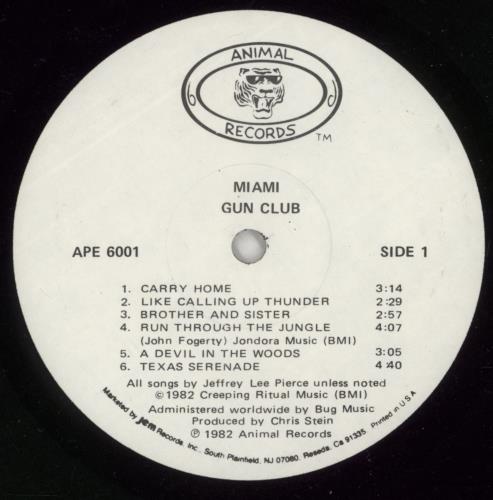 ANIMAL
RECORDS
TM
MIAMI
GUN CLUB
APE 6001
SIDE 1
1. CARRY HOME 3:14
2. LIKE CALLING UP THUNDER 2:29
3. BROTHER AND SISTER 2:57
4. RUN THROUGH THE JUNGLE 4:07
(John Fogerty) Jondora Music (BMI)
5. A DEVIL IN THE WOODS 3:05
6. TEXAS SERENADE 4:40
All songs by Jeffrey Lee Pierce unless noted
©1982 Creeping Ritual Music (BMI)
Administered worldwide by Bug Music
Produced by Chris Stein
℗ 1982 Animal Records
Marketed by jem Records, Inc., South Plainfield, NJ 07080, Reseda, Ca 91335 Printed in U.S.A